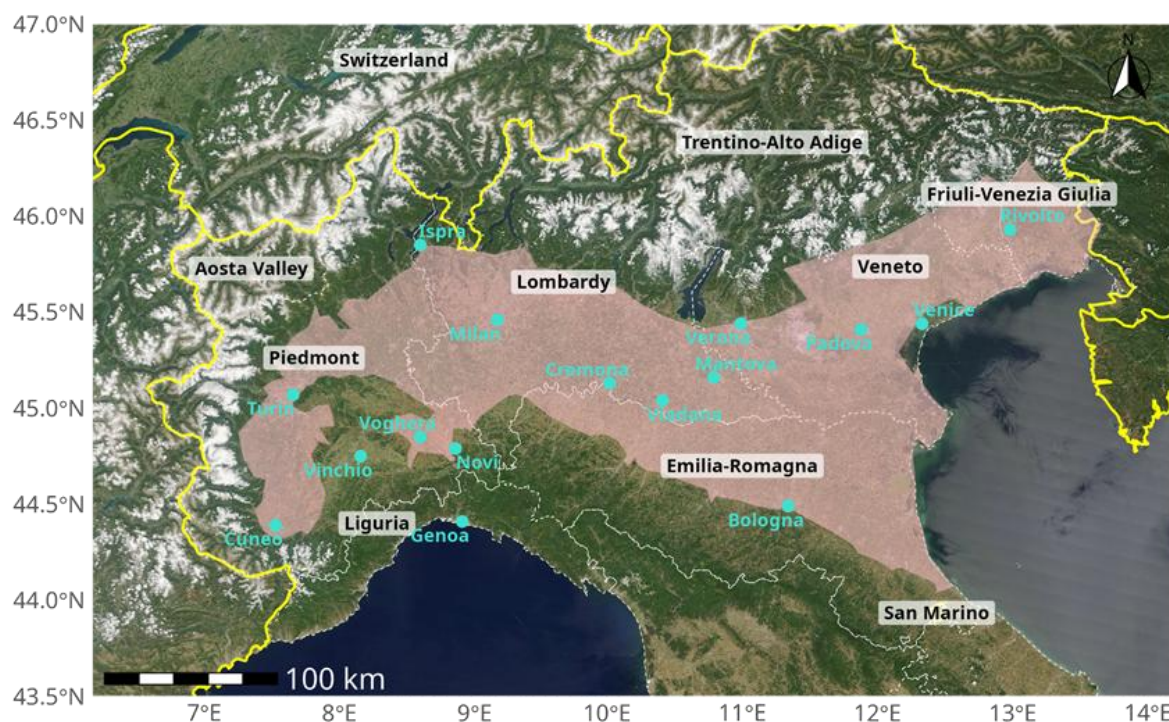 47.0°N
46.5°N
46.0°N
45.5°N
45.0°N
44.5°N
44.0°N
43.5°N
N
Switzerland
Trentino-Alto Adige
Friuli-Venezia Giulia
Rivolto
Ispra
Aosta Valley
Lombardy
Veneto
Venice
Milan
Verona
Padova
Piedmont
Cremona
Mantova
Turin
Voghera
Viadana
Vinchio
Novi
Emilia-Romagna
Liguria
Genoa
Bologna
Cuneo
San Marino
100 km
7°E 8°E 9°E 10°E 11°E 12°E 13°E 14°E